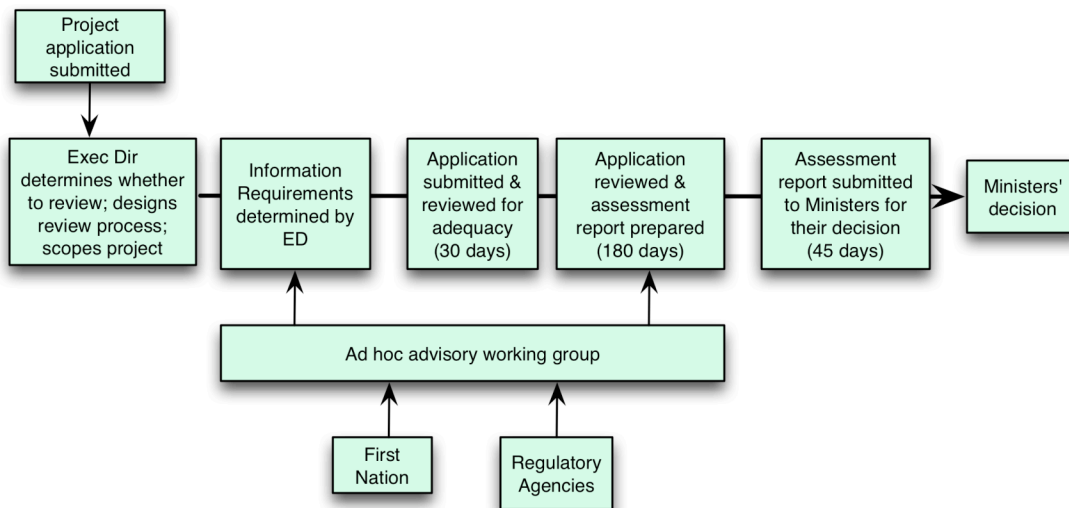 Project
application
submitted
Exec Dir
determines whether
to review; designs
review process;
scopes project
Information
Requirements
determined by
ED
Application
submitted &
reviewed for
adequacy
(30 days)
Application
reviewed &
assessment
report prepared
(180 days)
Assessment
report submitted
to Ministers for
their decision
(45 days)
Ministers'
decision
Ad hoc advisory working group
First
Nation
Regulatory
Agencies